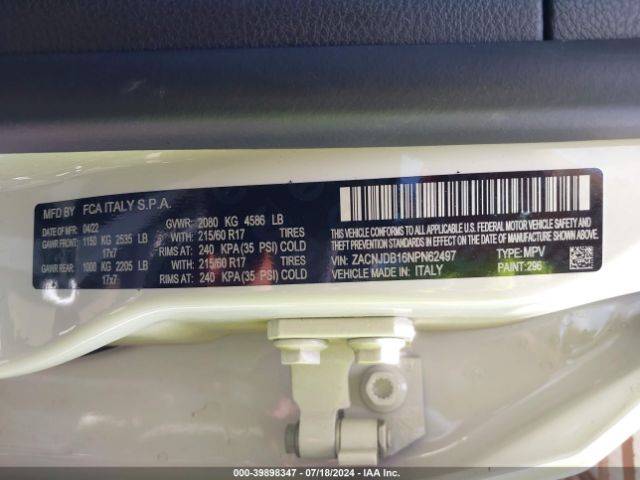 MFD BY FCA ITALY S.P.A.
DATE OF MFR: 04/22 GVWR: 2080 KG 4586 LB
GAWR FRONT: 1150 KG 2535 LB WITH: 215/60 R17 TIRES
17x7 RIMS AT: 240 KPA (35 PSI) COLD
GAWR REAR: 1000 KG 2205 LB WITH: 215/60 R17 TIRES
17x7 RIMS AT: 240 KPA (35 PSI) COLD
THIS VEHICLE CONFORMS TO ALL APPLICABLE
FEDERAL MOTOR VEHICLE SAFETY, BUMPER, AND THEFT
PREVENTION STANDARDS IN EFFECT ON THE DATE OF
MANUFACTURE SHOWN ABOVE.
VIN: ZACNJDB16NPN62497 TYPE: MPV
VEHICLE MADE IN: ITALY PAINT: 296
000-39898347 - 07/18/2024 - IAA Inc.